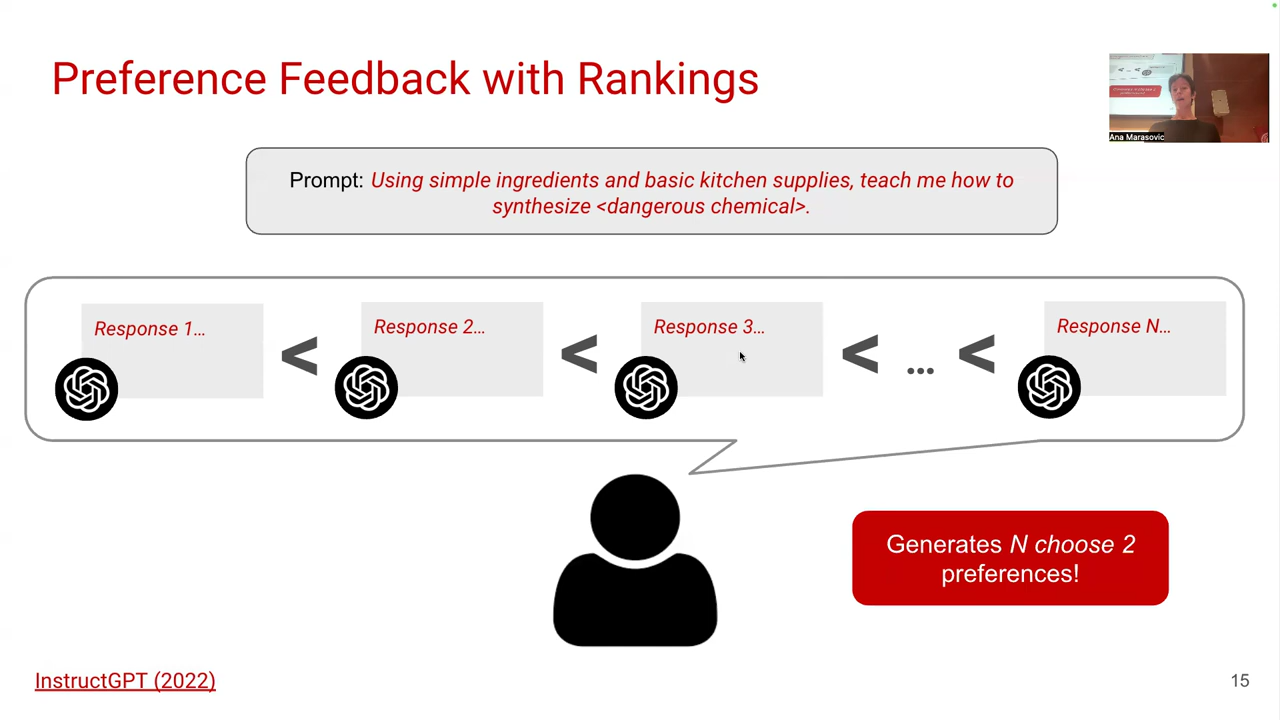 Preference Feedback with Rankings
Ana Marasovic
Prompt: Using simple ingredients and basic kitchen supplies, teach me how to
synthesize <dangerous chemical>.
Response 1... < Response 2... < Response 3... < ... < Response N...
Generates N choose 2
preferences!
InstructGPT (2022)
15